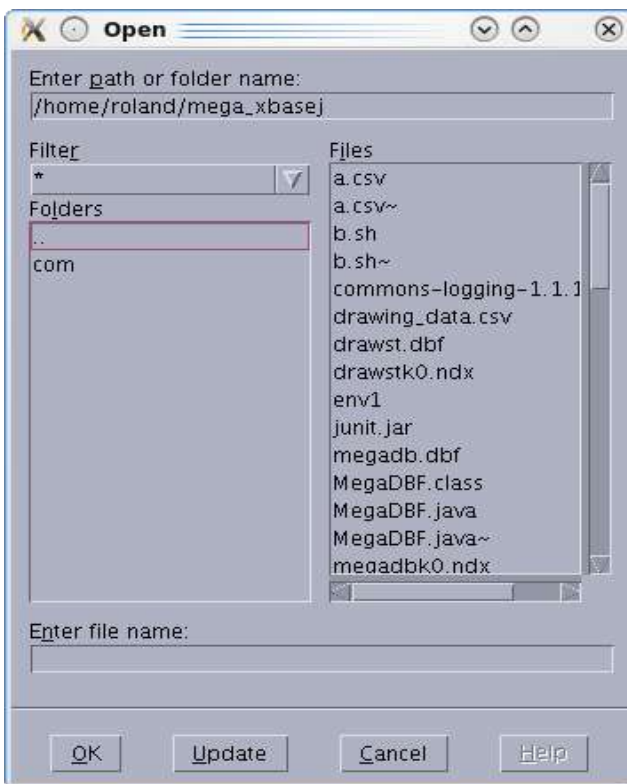 Open
Enter path or folder name:
/home/roland/mega_xbasej
Filter
*
Folders
..
com
Files
a.csv
a.csv~
b.sh
b.sh~
commons-logging-1.1.1
drawing_data.csv
drawst.dbf
drawstk0.ndx
env1
junit.jar
megadb.dbf
MegaDBF.class
MegaDBF.java
MegaDBF.java~
megadbk0.ndx
Enter file name:
OK Update Cancel Help